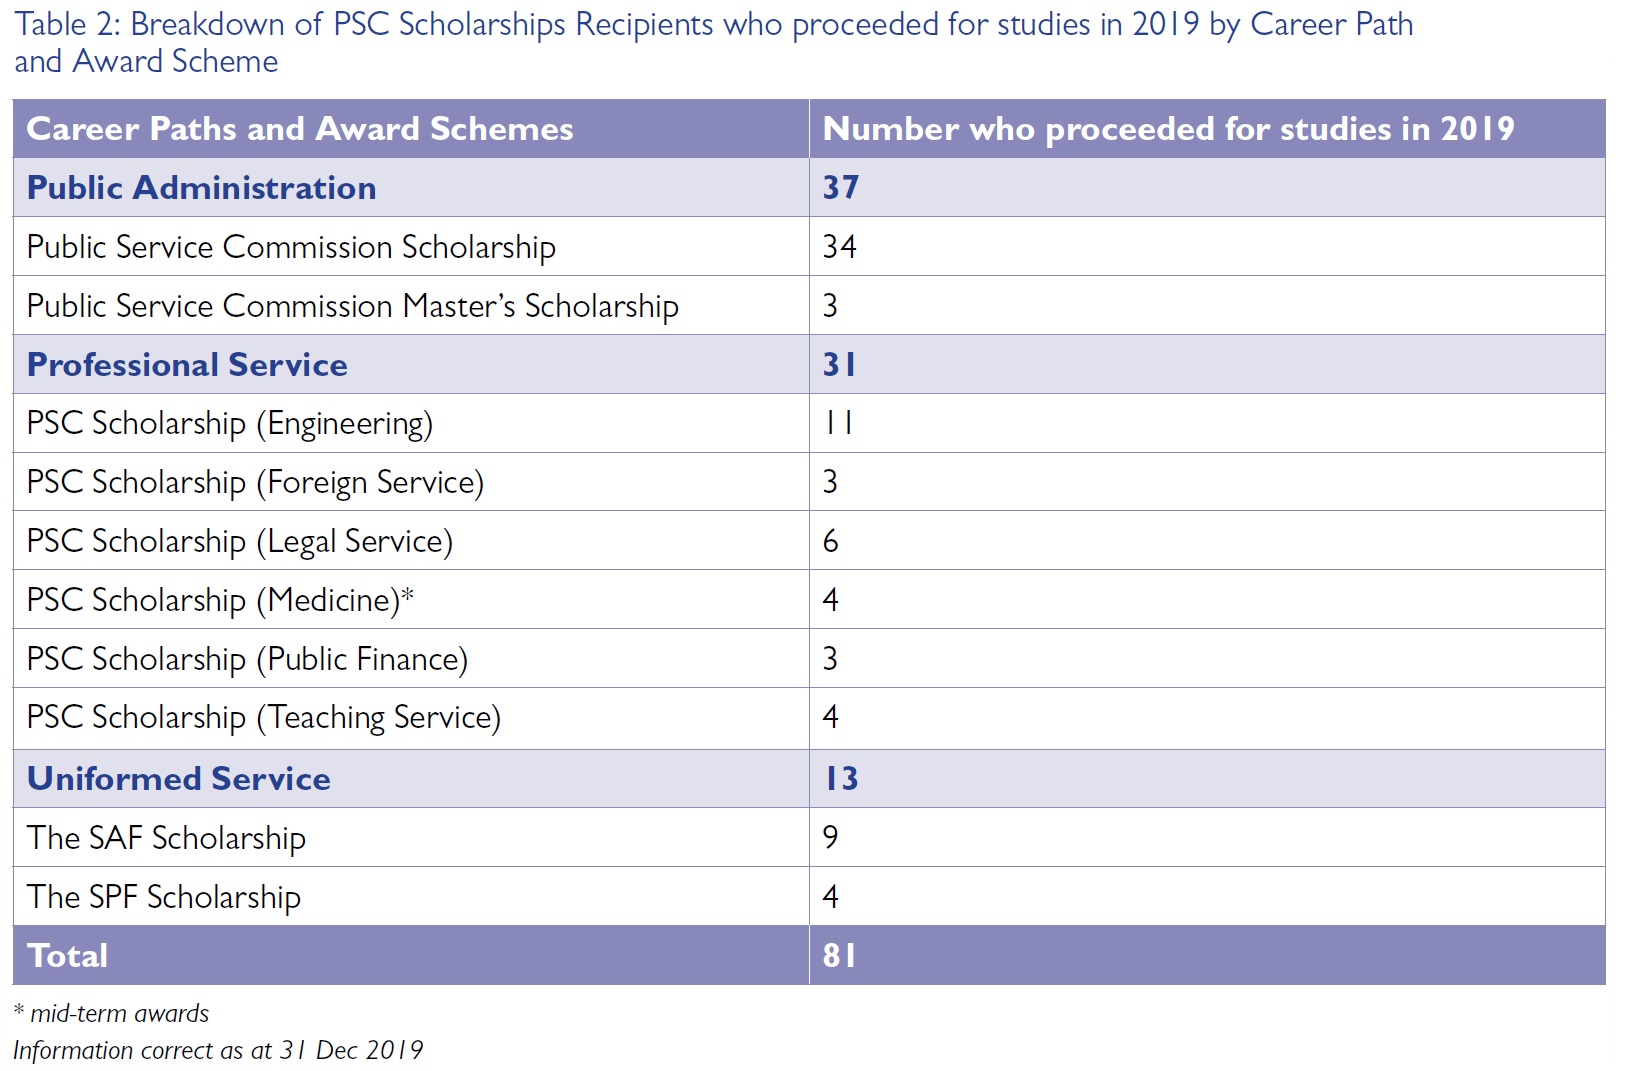 Table 2: Breakdown of PSC Scholarships Recipients who proceeded for studies in 2019 by Career Path
and Award Scheme
Career Paths and Award Schemes Number who proceeded for studies in 2019
Public Administration 37
Public Service Commission Scholarship 34
Public Service Commission Master’s Scholarship 3
Professional Service 31
PSC Scholarship (Engineering) 11
PSC Scholarship (Foreign Service) 3
PSC Scholarship (Legal Service) 6
PSC Scholarship (Medicine)* 4
PSC Scholarship (Public Finance) 3
PSC Scholarship (Teaching Service) 4
Uniformed Service 13
The SAF Scholarship 9
The SPF Scholarship 4
Total 81
* mid-term awards
Information correct as at 31 Dec 2019